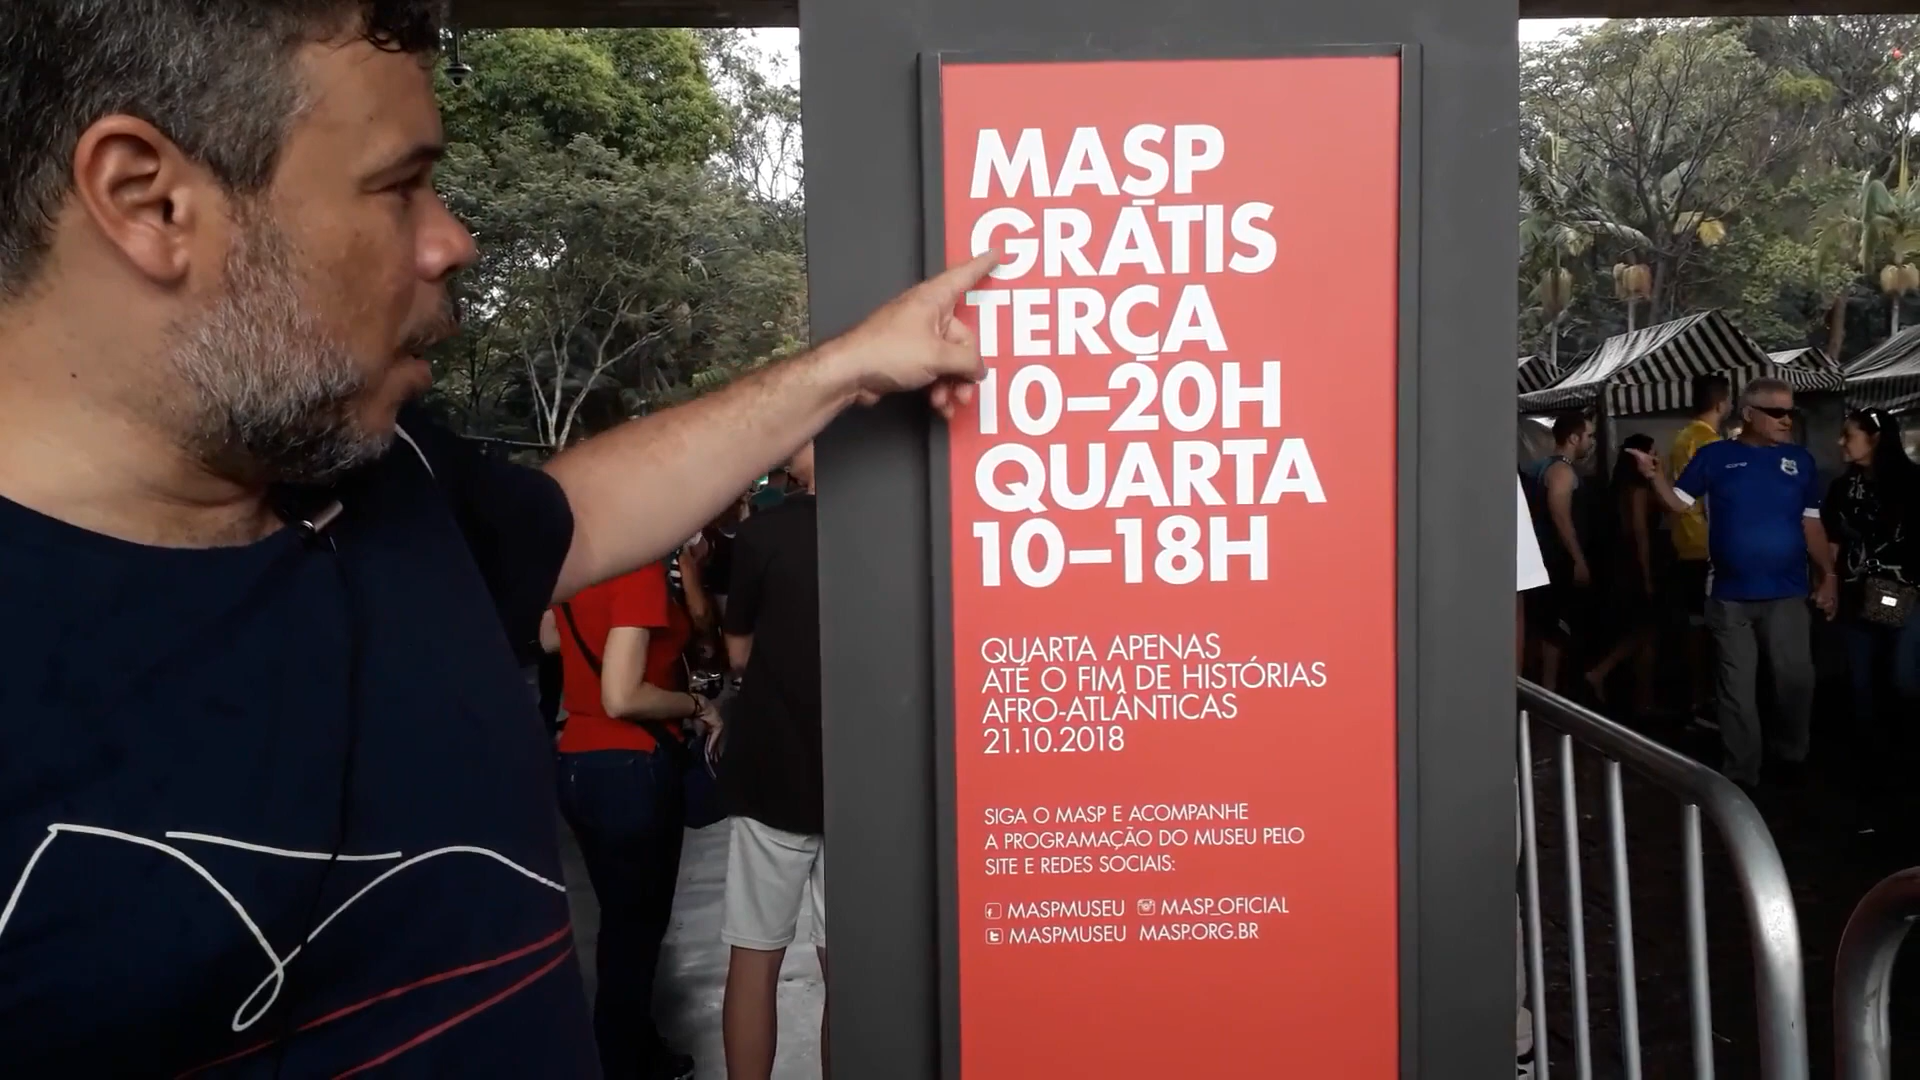 MASP
GRÁTIS
TERÇA
10–20H
QUARTA
10–18H
QUARTA APENAS
ATÉ O FIM DE HISTÓRIAS
AFRO-ATLÂNTICAS
21.10.2018
SIGA O MASP E ACOMPANHE
A PROGRAMAÇÃO DO MUSEU PELO
SITE E REDES SOCIAIS:
MASPMUSEU MASP_OFICIAL
MASPMUSEU MASP.ORG.BR